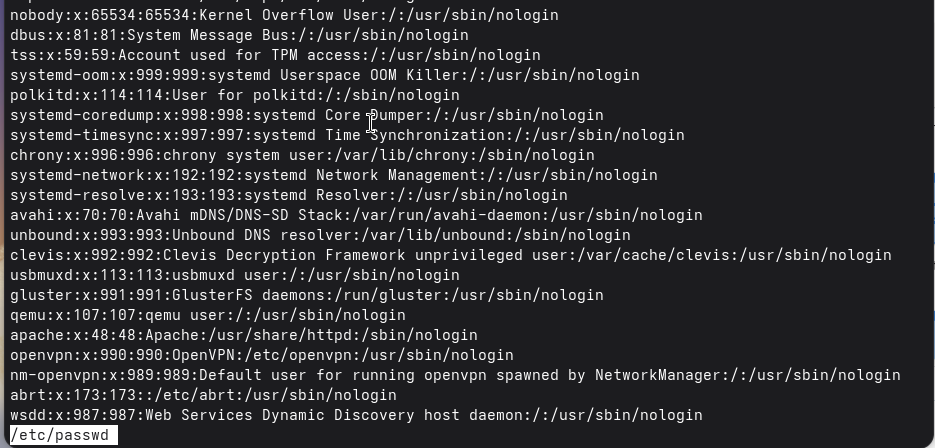 nobody:x:65534:65534:Kernel Overflow User:/:/usr/sbin/nologin
dbus:x:81:81:System Message Bus:/:/usr/sbin/nologin
tss:x:59:59:Account used for TPM access:/:/usr/sbin/nologin
systemd-oom:x:999:999:systemd Userspace OOM Killer:/:/usr/sbin/nologin
polkitd:x:114:114:User for polkitd:/:/sbin/nologin
systemd-coredump:x:998:998:systemd Core Dumper:/:/usr/sbin/nologin
systemd-timesync:x:997:997:systemd Time Synchronization:/:/usr/sbin/nologin
chrony:x:996:996:chrony system user:/var/lib/chrony:/sbin/nologin
systemd-network:x:192:192:systemd Network Management:/:/usr/sbin/nologin
systemd-resolve:x:193:193:systemd Resolver:/:/usr/sbin/nologin
avahi:x:70:70:Avahi mDNS/DNS-SD Stack:/var/run/avahi-daemon:/usr/sbin/nologin
unbound:x:993:993:Unbound DNS resolver:/var/lib/unbound:/sbin/nologin
clevis:x:992:992:Clevis Decryption Framework unprivileged user:/var/cache/clevis:/usr/sbin/nologin
usbmuxd:x:113:113:usbmuxd user:/:/sbin/nologin
gluster:x:991:991:GlusterFS daemons:/run/gluster:/usr/sbin/nologin
qemu:x:107:107:qemu user:/:/sbin/nologin
apache:x:48:48:Apache:/usr/share/httpd:/sbin/nologin
openvpn:x:990:990:OpenVPN:/etc/openvpn:/usr/sbin/nologin
nm-openvpn:x:989:989:Default user for running openvpn spawned by NetworkManager:/:/usr/sbin/nologin
abrt:x:173:173::/etc/abrt:/usr/sbin/nologin
wsdd:x:987:987:Web Services Dynamic Discovery host daemon:/:/usr/sbin/nologin
/etc/passwd